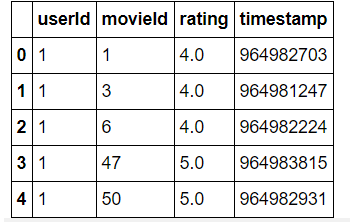 userId movieId rating timestamp
0 1 1 4.0 964982703
1 1 3 4.0 964981247
2 1 6 4.0 964982224
3 1 47 5.0 964983815
4 1 50 5.0 964982931